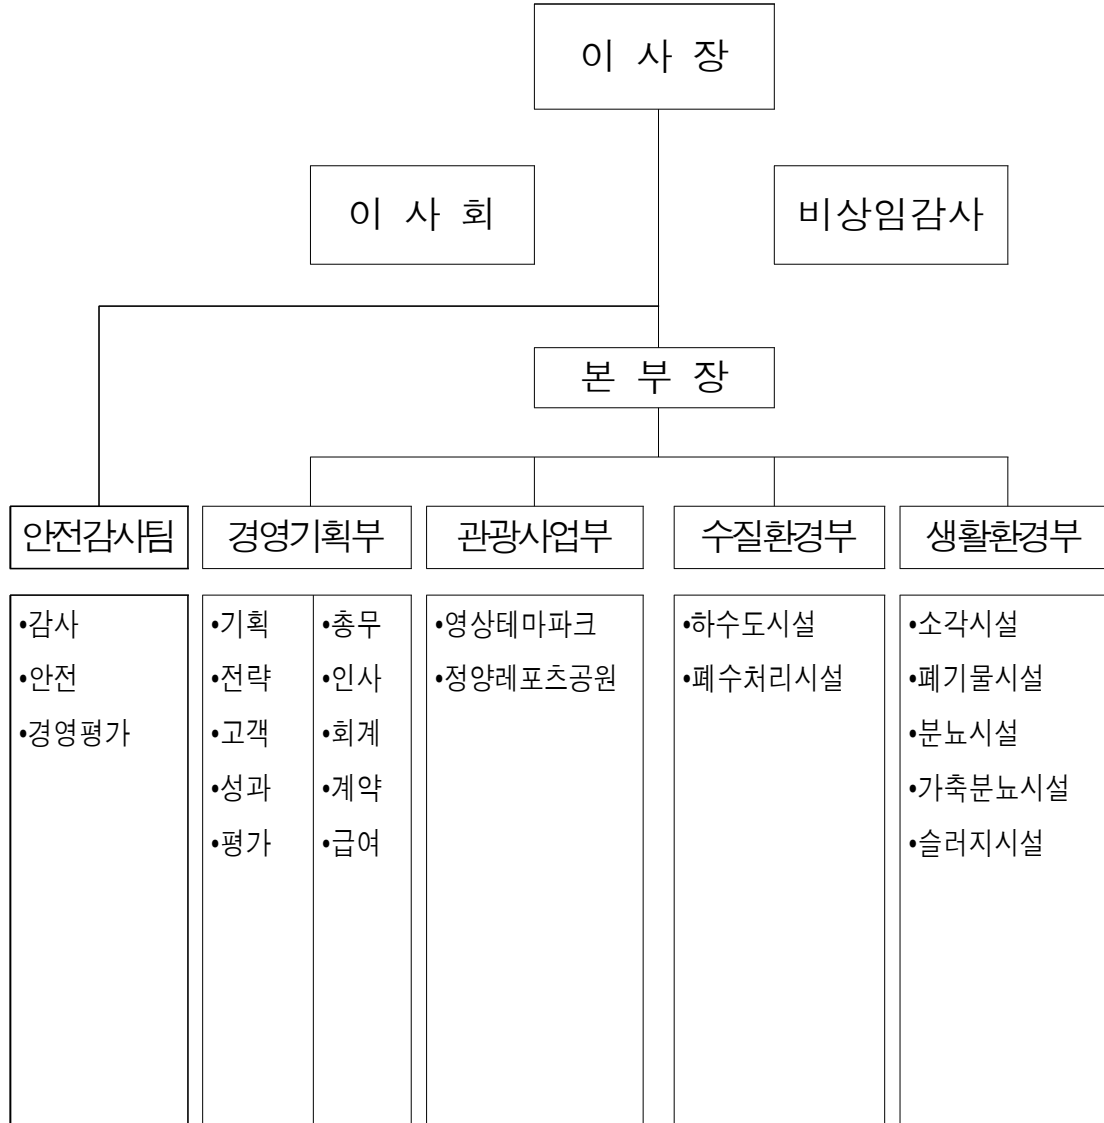 이 사 장
이 사 회
비상임감사
본 부 장
안전감사팀
경영기획부
관광사업부
수질환경부
생활환경부
•감사
•안전
•경영평가
•기획
•전략
•고객
•성과
•평가
•총무
•인사
•회계
•계약
•급여
•영상테마파크
•정양레포츠공원
•하수도시설
•폐수처리시설
•소각시설
•폐기물시설
•분뇨시설
•가축분뇨시설
•슬러지시설